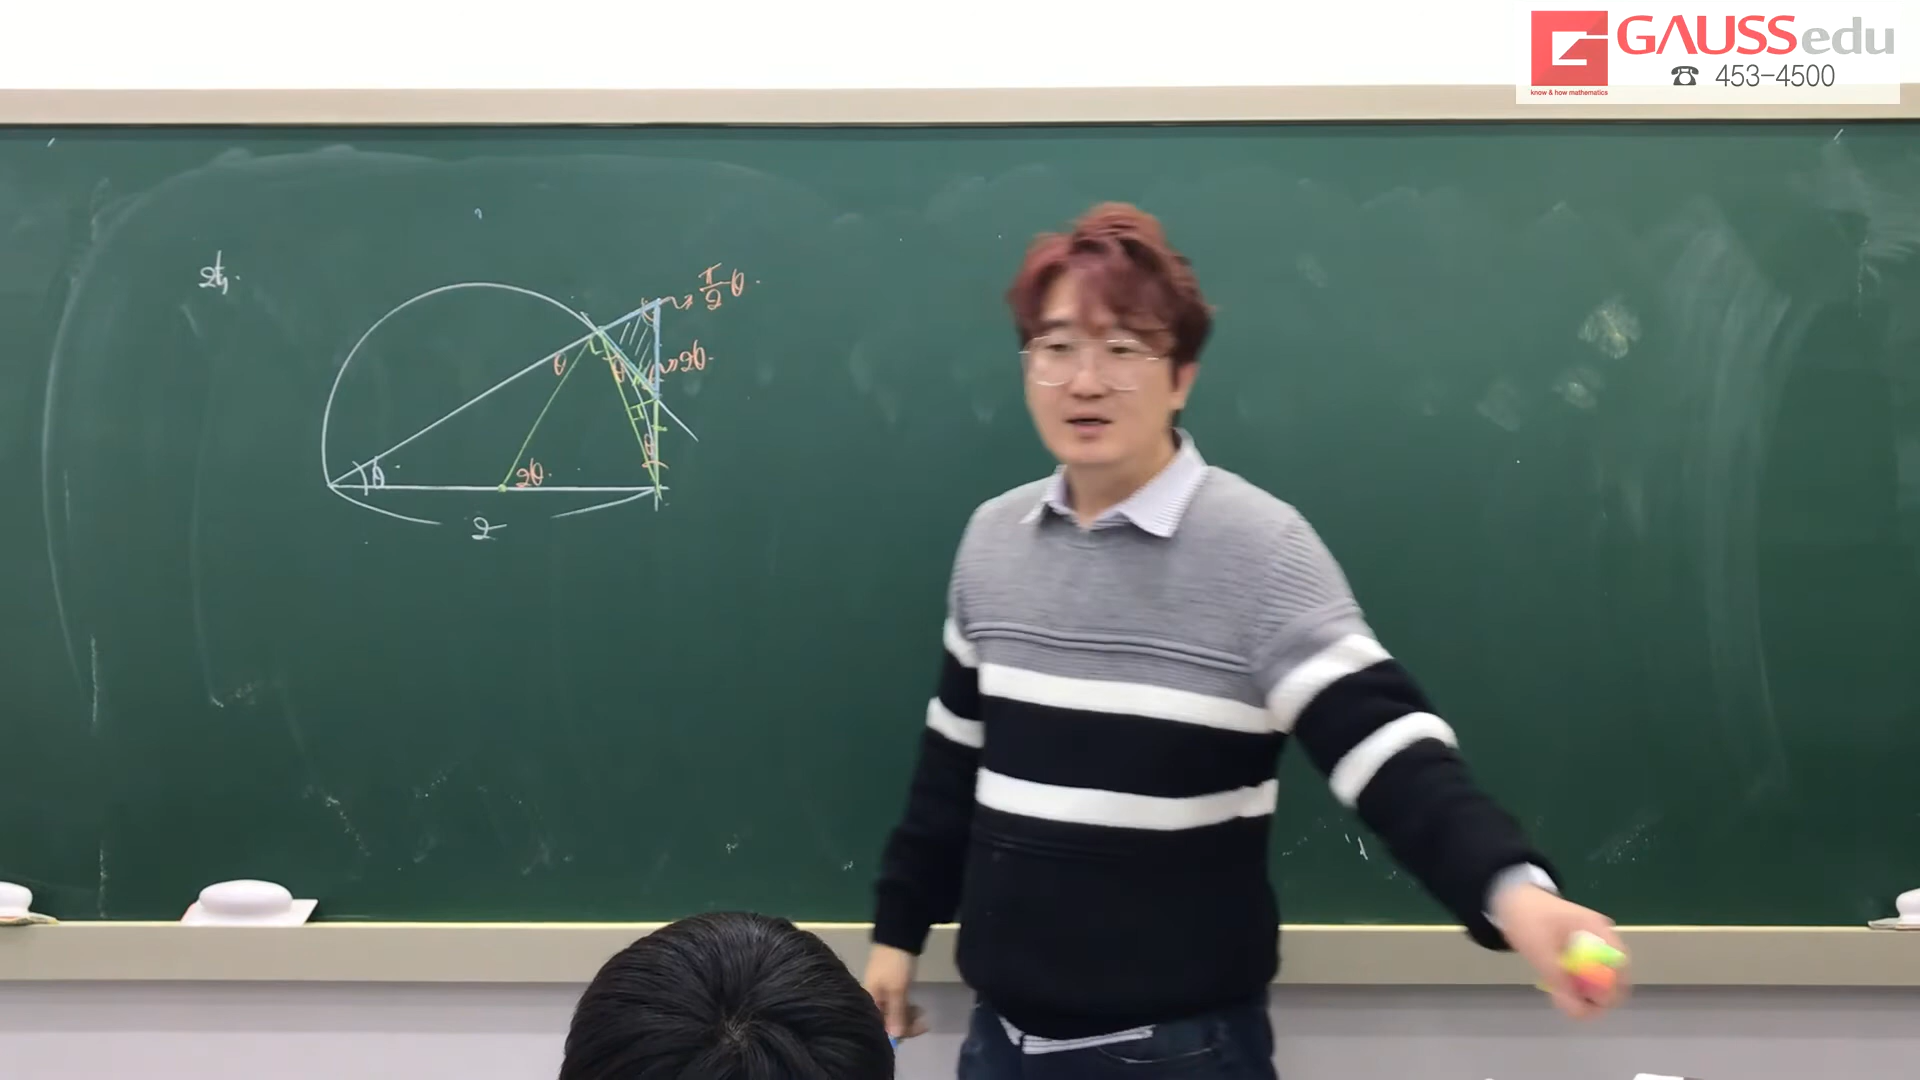 GAUSSedu
know & how mathematics
☎ 453-4500
π/2-θ.
2θ.
θ
θ
θ
θ.
2θ.
2